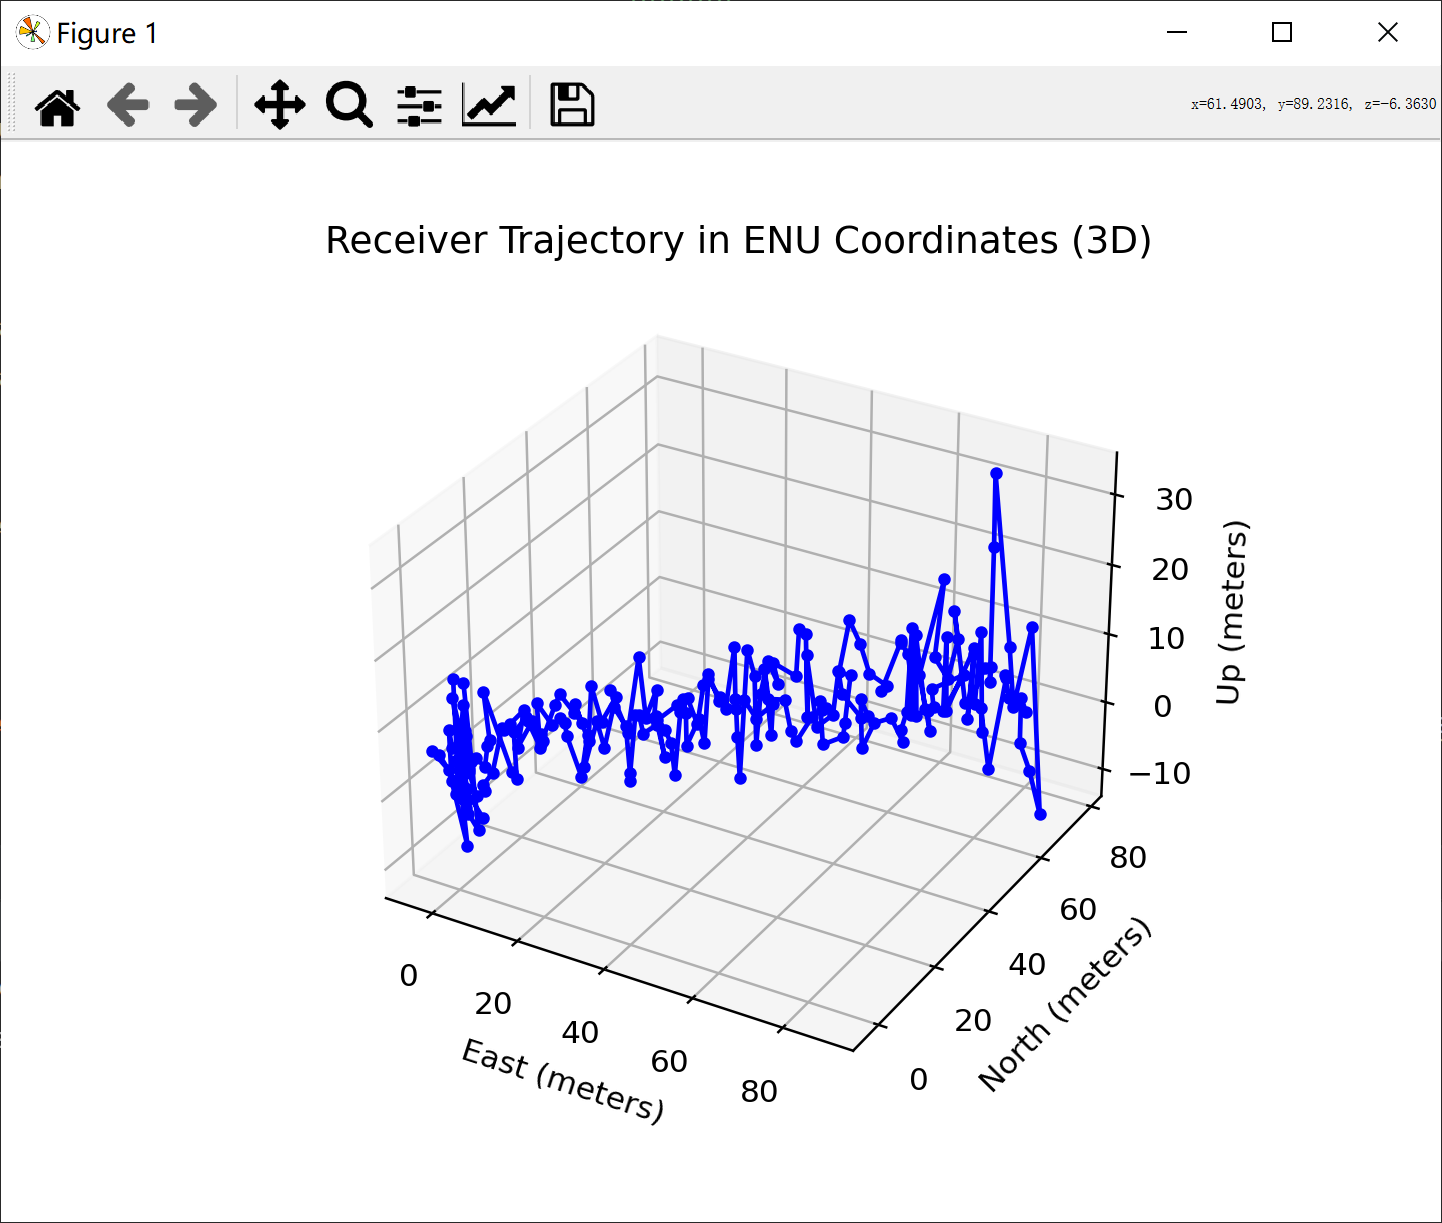 Figure 1
x=61.4903, y=89.2316, z=−6.3630
Receiver Trajectory in ENU Coordinates (3D)
30
20
10
0
−10
Up (meters)
80
60
40
20
0
North (meters)
0
20
40
60
80
East (meters)